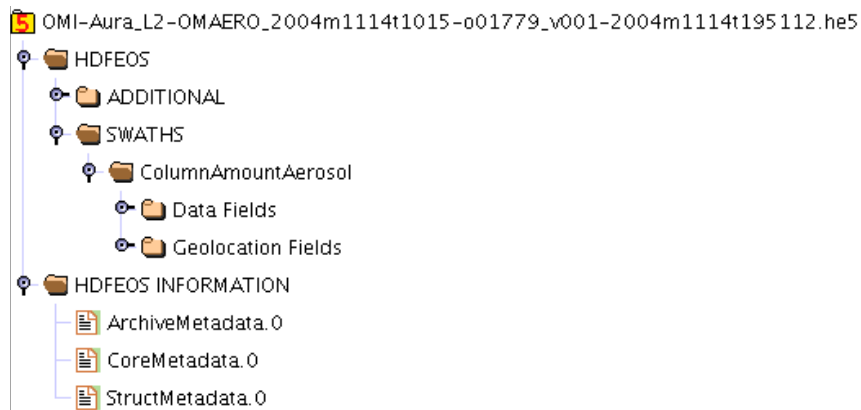 5 OMI-Aura_L2-OMAERO_2004m1114t1015-o01779_v001-2004m1114t195112.he5
HDFEOS
ADDITIONAL
SWATHS
ColumnAmountAerosol
Data Fields
Geolocation Fields
HDFEOS INFORMATION
ArchiveMetadata.0
CoreMetadata.0
StructMetadata.0